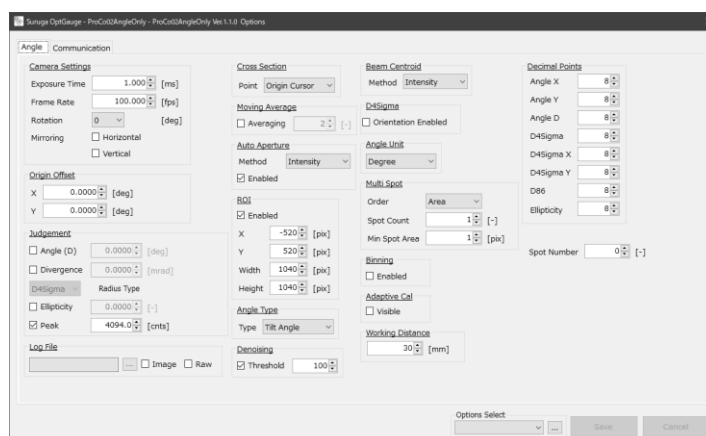 Suruga OptGauge - ProCo02AngleOnly - ProCo02AngleOnly Ver.1.1.0 Options
Angle Communication
Camera Settings
Exposure Time 1.000 [ms]
Frame Rate 100.000 [fps]
Rotation 0 [deg]
Mirroring Horizontal
Vertical
Origin Offset
X 0.0000 [deg]
Y 0.0000 [deg]
Judgement
Angle (D) 0.0000 [deg]
Divergence 0.0000 [mrad]
D4Sigma Radius Type
Ellipticity 0.0000 [-]
Peak 4094.0 [cnts]
Log File
... Image Raw
Cross Section
Point Origin Cursor
Moving Average
Averaging 2 [-]
Auto Aperture
Method Intensity
Enabled
ROI
Enabled
X -520 [pix]
Y 520 [pix]
Width 1040 [pix]
Height 1040 [pix]
Angle Type
Type Tilt Angle
Denoising
Threshold 100
Beam Centroid
Method Intensity
D4Sigma
Orientation Enabled
Angle Unit
Degree
Multi Spot
Order Area
Spot Count 1 [-]
Min Spot Area 1 [pix]
Binning
Enabled
Adaptive Cal
Visible
Working Distance
30 [mm]
Decimal Points
Angle X 8
Angle Y 8
Angle D 8
D4Sigma 8
D4Sigma X 8
D4Sigma Y 8
D86 8
Ellipticity 8
Spot Number 0 [-]
Options Select
... Save Cancel